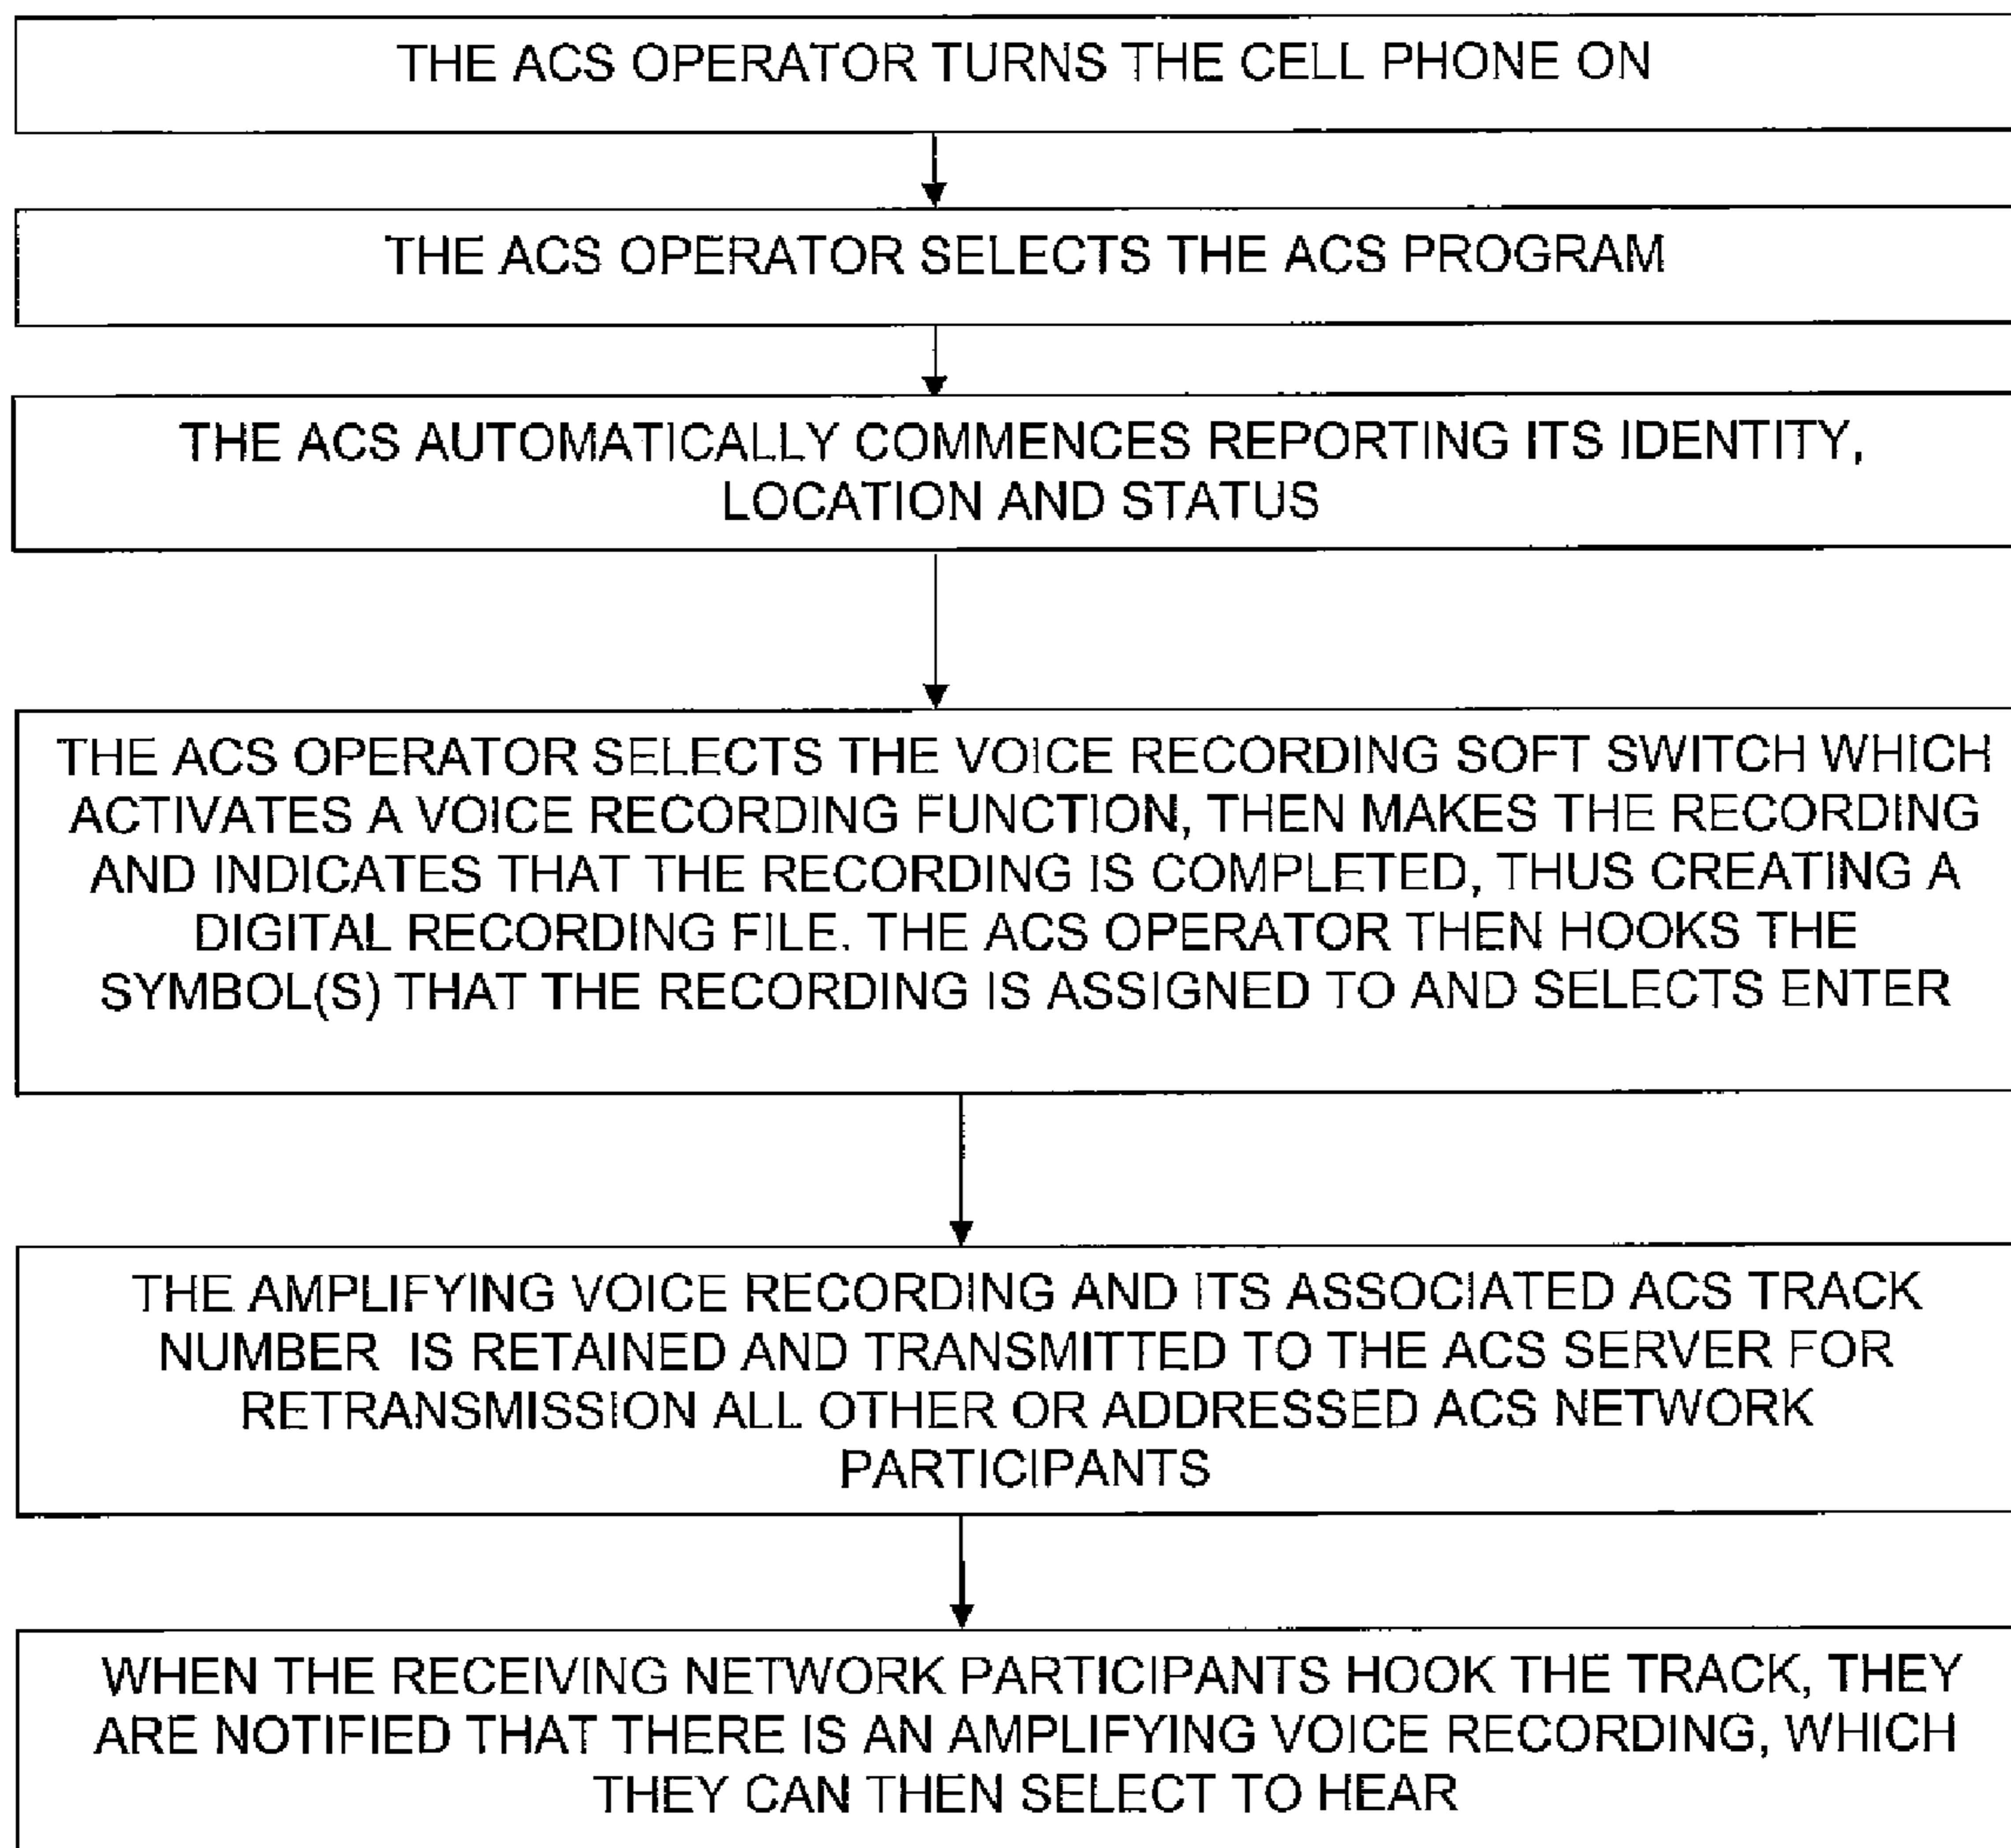 THE ACS OPERATOR TURNS THE CELL PHONE ON
THE ACS OPERATOR SELECTS THE ACS PROGRAM
THE ACS AUTOMATICALLY COMMENCES REPORTING ITS IDENTITY,
LOCATION AND STATUS
THE ACS OPERATOR SELECTS THE VOICE RECORDING SOFT SWITCH WHICH
ACTIVATES A VOICE RECORDING FUNCTION, THEN MAKES THE RECORDING
AND INDICATES THAT THE RECORDING IS COMPLETED, THUS CREATING A
DIGITAL RECORDING FILE. THE ACS OPERATOR THEN HOOKS THE
SYMBOL(S) THAT THE RECORDING IS ASSIGNED TO AND SELECTS ENTER
THE AMPLIFYING VOICE RECORDING AND ITS ASSOCIATED ACS TRACK
NUMBER IS RETAINED AND TRANSMITTED TO THE ACS SERVER FOR
RETRANSMISSION ALL OTHER OR ADDRESSED ACS NETWORK
PARTICIPANTS
WHEN THE RECEIVING NETWORK PARTICIPANTS HOOK THE TRACK, THEY
ARE NOTIFIED THAT THERE IS AN AMPLIFYING VOICE RECORDING, WHICH
THEY CAN THEN SELECT TO HEAR